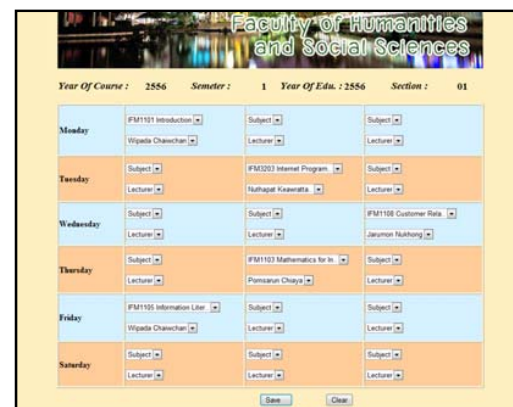 Faculty of Humanities
and Social Sciences
Year Of Course : 2556 Semeter : 1 Year Of Edu. : 2556 Section : 01
Monday
IFM1101 Introduction Subject Subject
Wipada Chaiwchan Lecturer Lecturer
Tuesday
Subject IFM3203 Internet Program. Subject
Lecturer Nuthapat Keawratta. Lecturer
Wednesday
Subject Subject IFM1108 Customer Rela.
Lecturer Lecturer Jarumon Nukhong
Thursday
Subject IFM1103 Mathematics for In. Subject
Lecturer Pornsarun Chiaya Lecturer
Friday
IFM1105 Information Liter. Subject Subject
Wipada Chaiwchan Lecturer Lecturer
Saturday
Subject Subject Subject
Lecturer Lecturer Lecturer
Save Clear